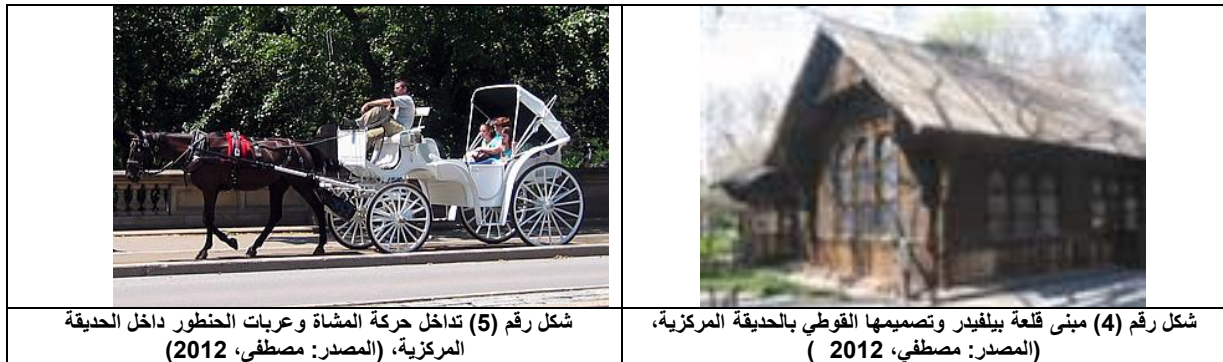 شكل رقم (4) مبنى قلعة بيلفيدر وتصميمها القوطي بالحديقة المركزية،
(المصدر: مصطفي، 2012 )
شكل رقم (5) تداخل حركة المشاة وعربات الحنطور داخل الحديقة
المركزية، (المصدر: مصطفي، 2012)